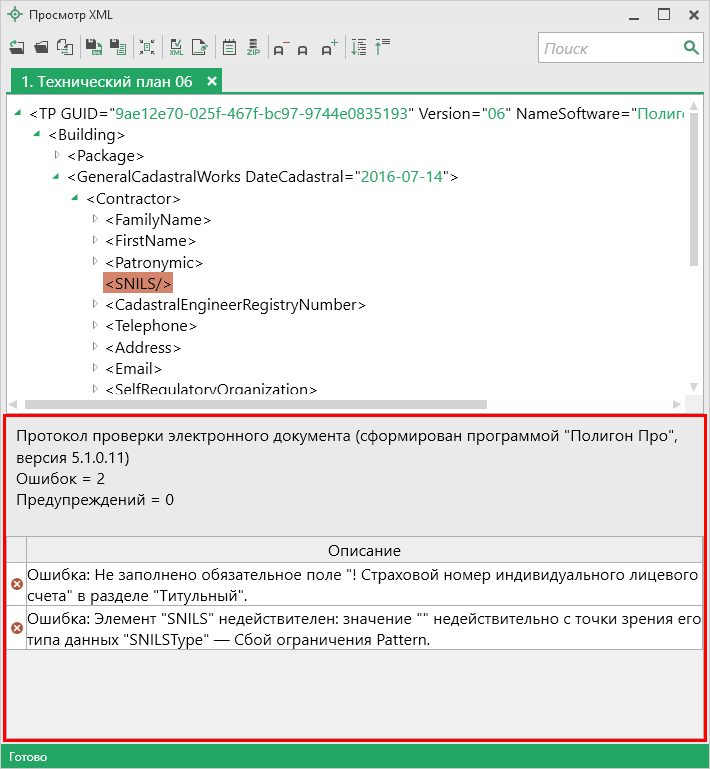 Просмотр XML
XML
ZIP
Поиск
1. Технический план 06
<TP GUID="9ae12e70-025f-467f-bc97-9744e0835193" Version="06" NameSoftware="Полиго
<Building>
<Package>
<GeneralCadastralWorks DateCadastral="2016-07-14">
<Contractor>
<FamilyName>
<FirstName>
<Patronymic>
<SNILS/>
<CadastralEngineerRegistryNumber>
<Telephone>
<Address>
<Email>
<SelfRegulatoryOrganization>
Протокол проверки электронного документа (сформирован программой "Полигон Про",
версия 5.1.0.11)
Ошибок = 2
Предупреждений = 0
Описание
Ошибка: Не заполнено обязательное поле "! Страховой номер индивидуального лицевого
счета" в разделе "Титульный".
Ошибка: Элемент "SNILS" недействителен: значение "" недействительно с точки зрения его
типа данных "SNILSType" — Сбой ограничения Pattern.
Готово